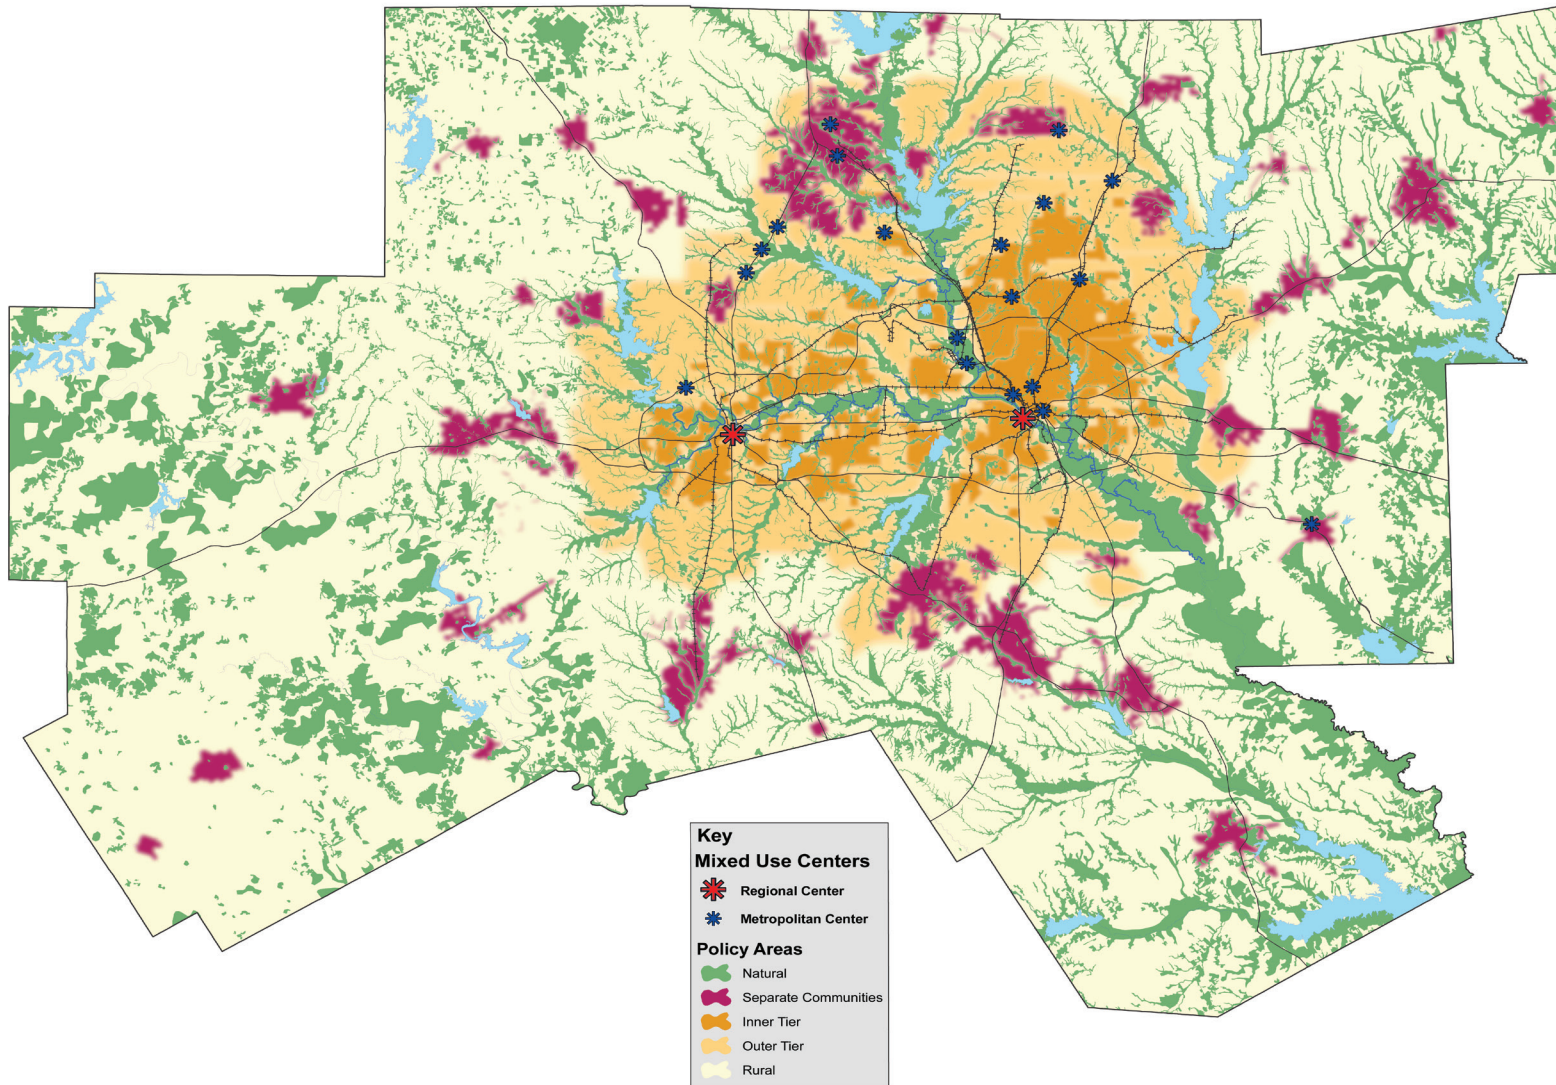 Key
Mixed Use Centers
Regional Center
Metropolitan Center
Policy Areas
Natural
Separate Communities
Inner Tier
Outer Tier
Rural